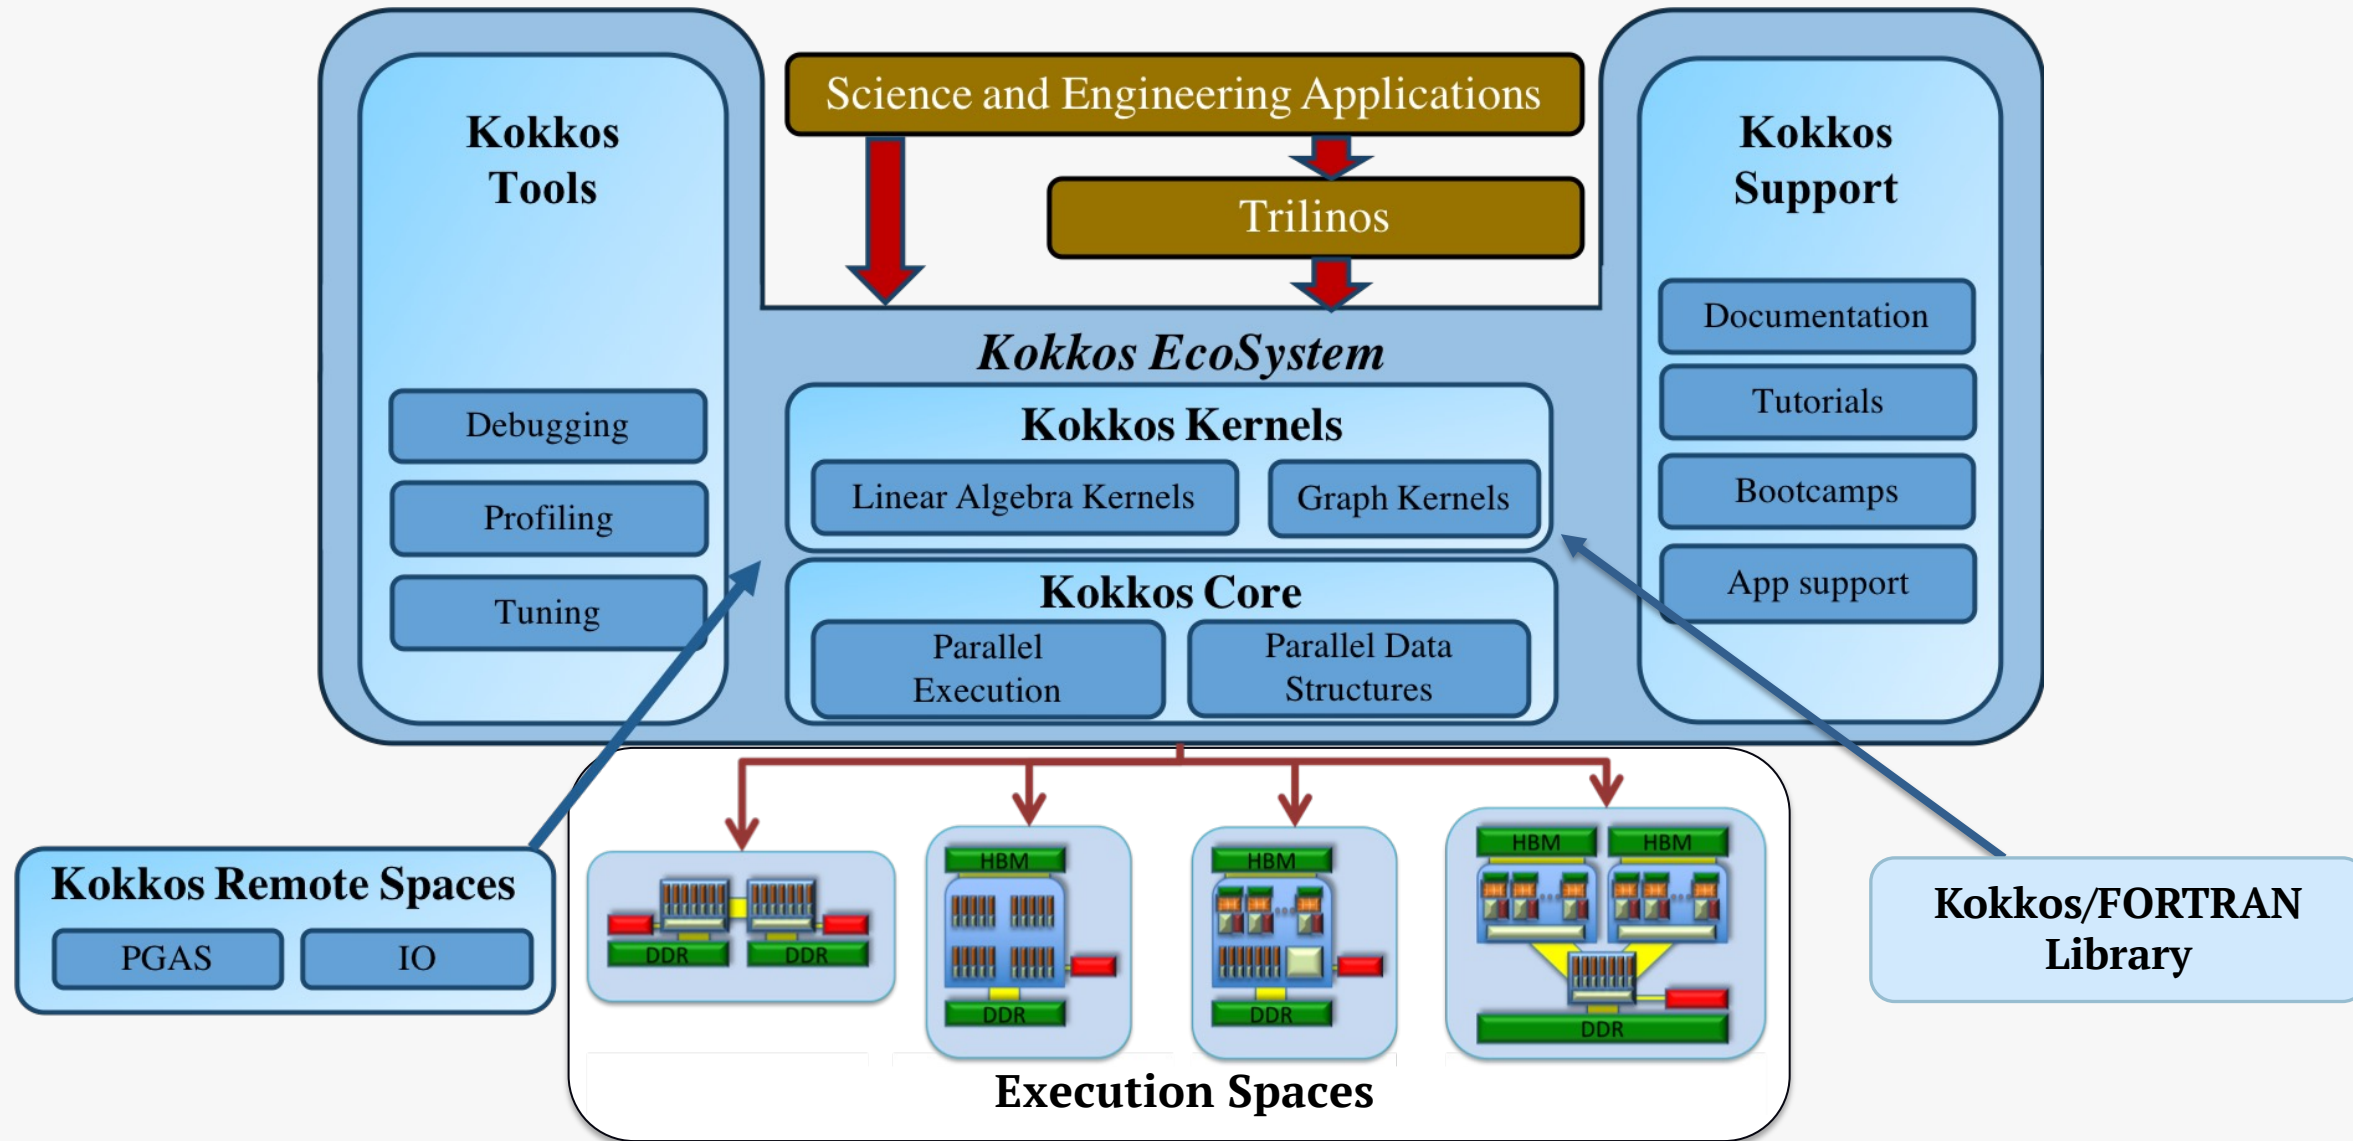 Kokkos
Tools
Debugging
Profiling
Tuning
Science and Engineering Applications
Trilinos
Kokkos EcoSystem
Kokkos Kernels
Linear Algebra Kernels
Graph Kernels
Kokkos Core
Parallel
Execution
Parallel Data
Structures
Kokkos
Support
Documentation
Tutorials
Bootcamps
App support
Kokkos Remote Spaces
PGAS
IO
DDR
DDR
HBM
DDR
HBM
DDR
HBM
HBM
DDR
Execution Spaces
Kokkos/FORTRAN
Library